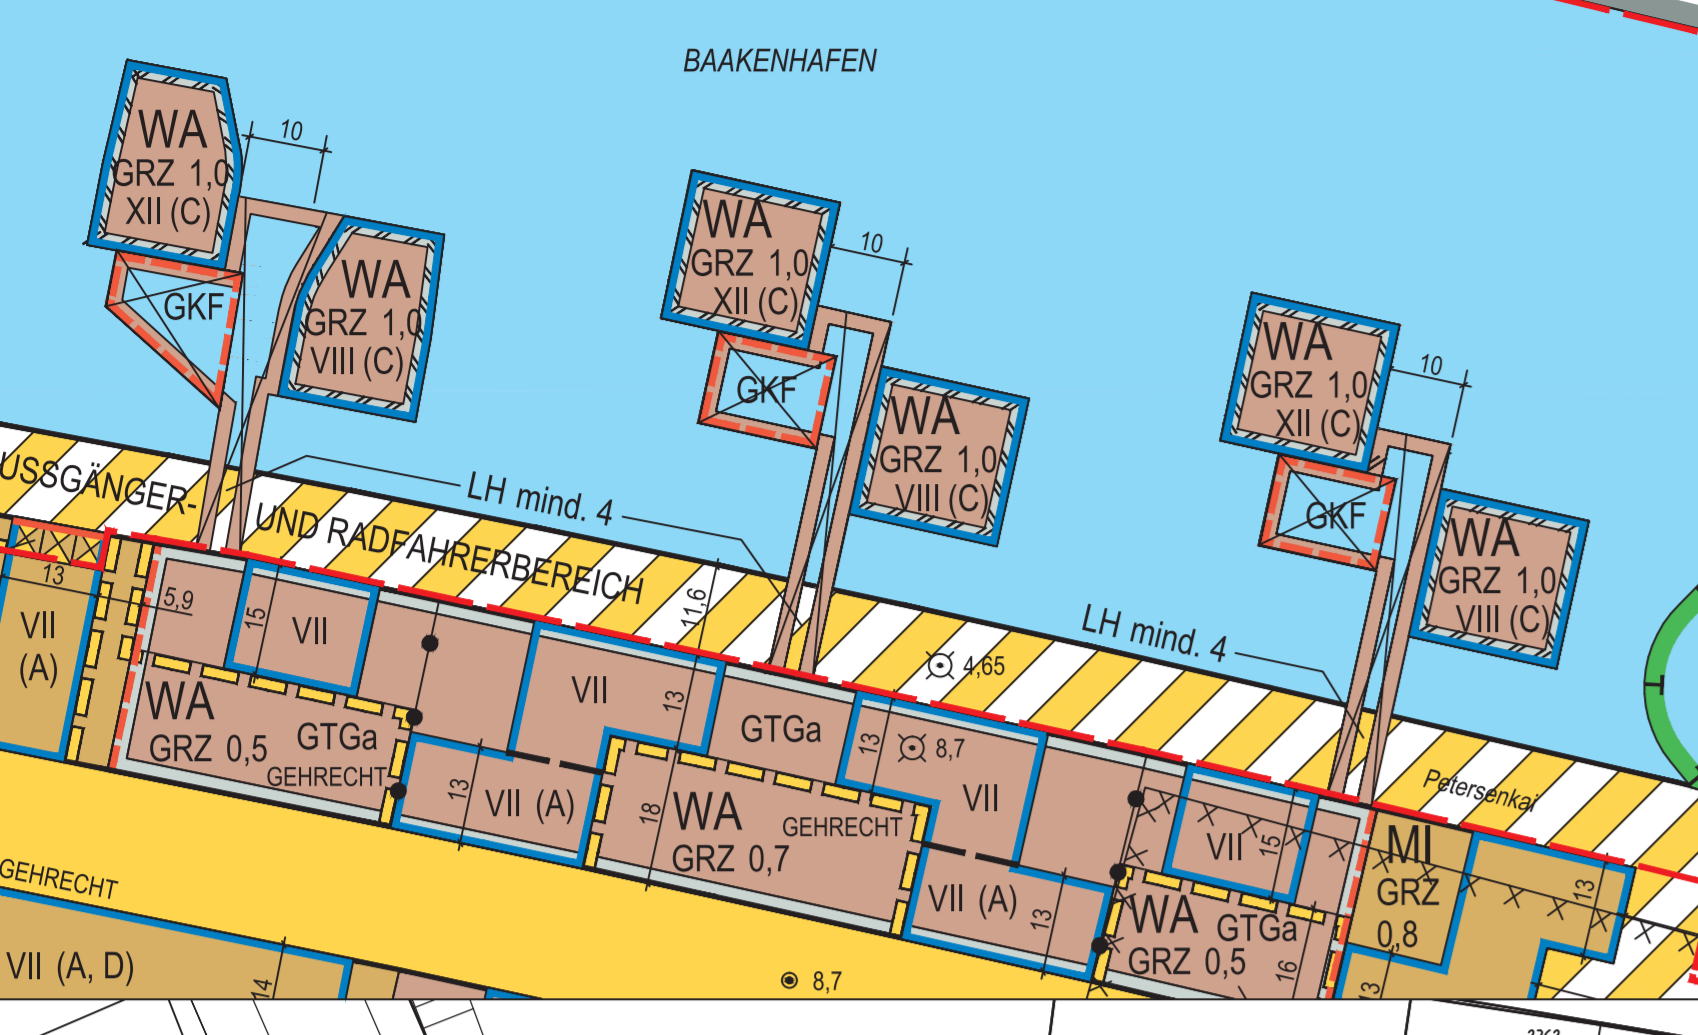 BAAKENHAFEN
WA
GRZ 1,0
XII (C)
10
GKF
WA
GRZ 1,0
VIII (C)
WA
GRZ 1,0
XII (C)
10
GKF
WA
GRZ 1,0
VIII (C)
WA
GRZ 1,0
XII (C)
10
GKF
WA
GRZ 1,0
VIII (C)
USSGÄNGER-
UND RADFAHRERBEREICH
LH mind. 4
LH mind. 4
11,6
4,65
Petersenkai
13
5,9
VII
(A)
15
VII
WA
GRZ 0,5
GTGa
GEHRECHT
VII
13
13
VII (A)
GTGa
18
WA
GRZ 0,7
GEHRECHT
13
8,7
VII
VII (A)
13
VII
15
WA
GRZ 0,5
GTGa
16
MI
GRZ
0,8
13
13
GEHRECHT
VII (A, D)
14
8,7